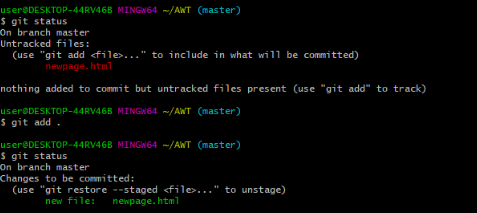 user@DESKTOP-44RV46B MINGW64 ~/AWT (master)
$ git status
On branch master
Untracked files:
  (use "git add <file>..." to include in what will be committed)
        newpage.html

nothing added to commit but untracked files present (use "git add" to track)

user@DESKTOP-44RV46B MINGW64 ~/AWT (master)
$ git add .

user@DESKTOP-44RV46B MINGW64 ~/AWT (master)
$ git status
On branch master
Changes to be committed:
  (use "git restore --staged <file>..." to unstage)
        new file:   newpage.html